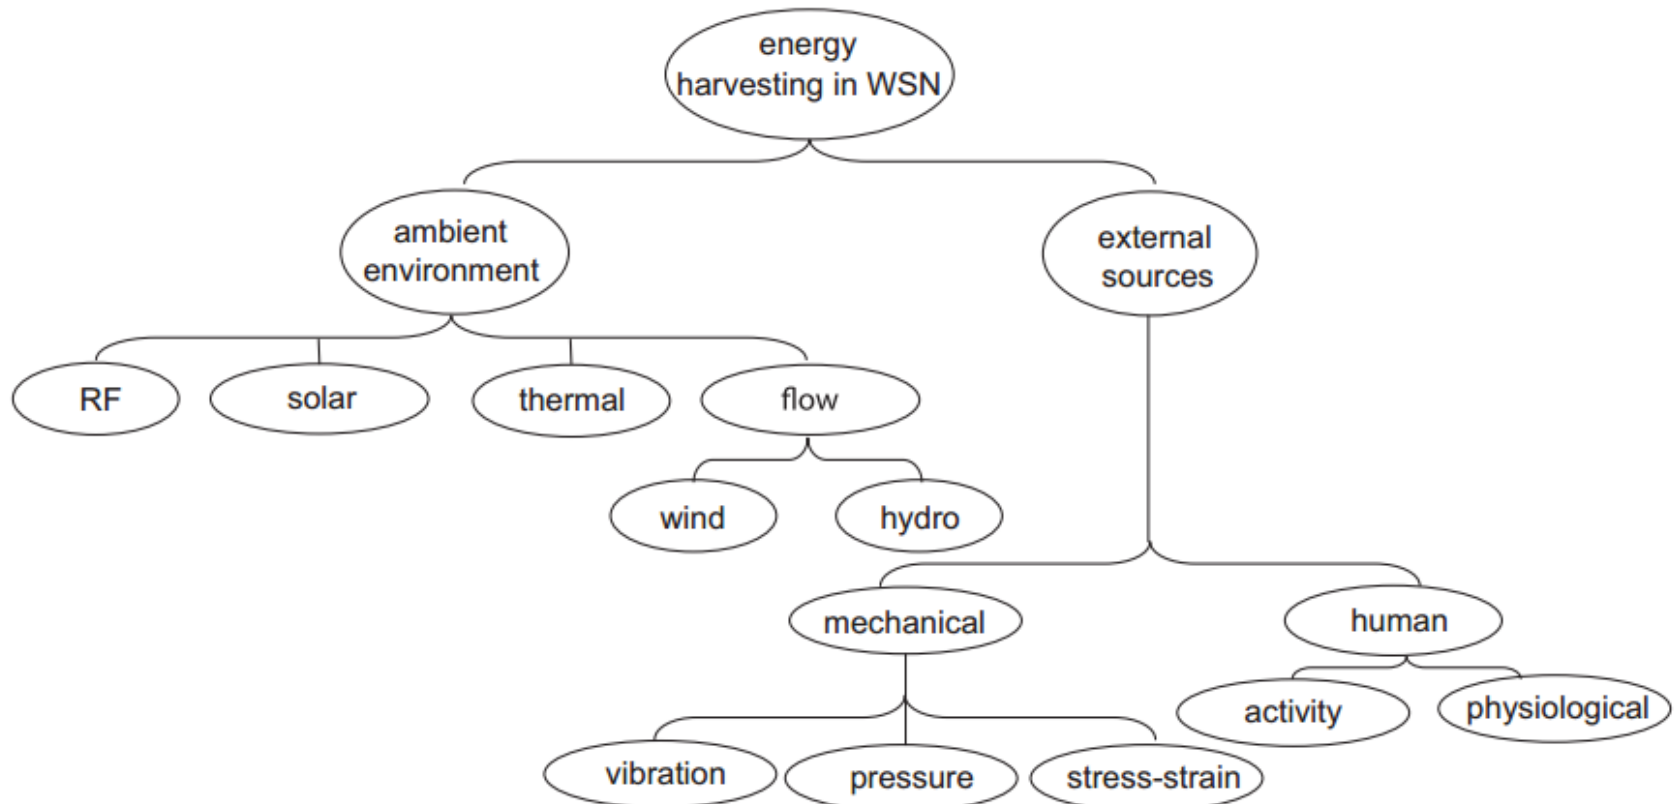 energy
harvesting in WSN
ambient
environment
external
sources
RF
solar
thermal
flow
wind
hydro
mechanical
human
activity
physiological
vibration
pressure
stress-strain